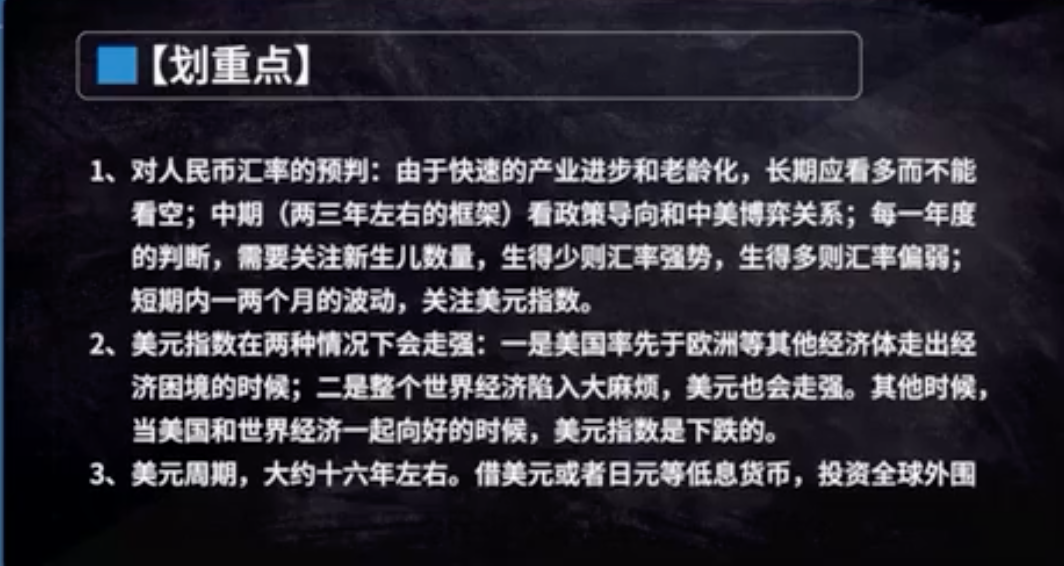 【划重点】
1、对人民币汇率的预判：由于快速的产业进步和老龄化，长期应看多而不能
看空；中期（两三年左右的框架）看政策导向和中美博弈关系；每一年度
的判断，需要关注新生儿数量，生得少则汇率强势，生得多则汇率偏弱；
短期内一两个月的波动，关注美元指数。
2、美元指数在两种情况下会走强：一是美国率先于欧洲等其他经济体走出经
济困境的时候；二是整个世界经济陷入大麻烦，美元也会走强。其他时候，
当美国和世界经济一起向好的时候，美元指数是下跌的。
3、美元周期，大约十六年左右。借美元或者日元等低息货币，投资全球外围